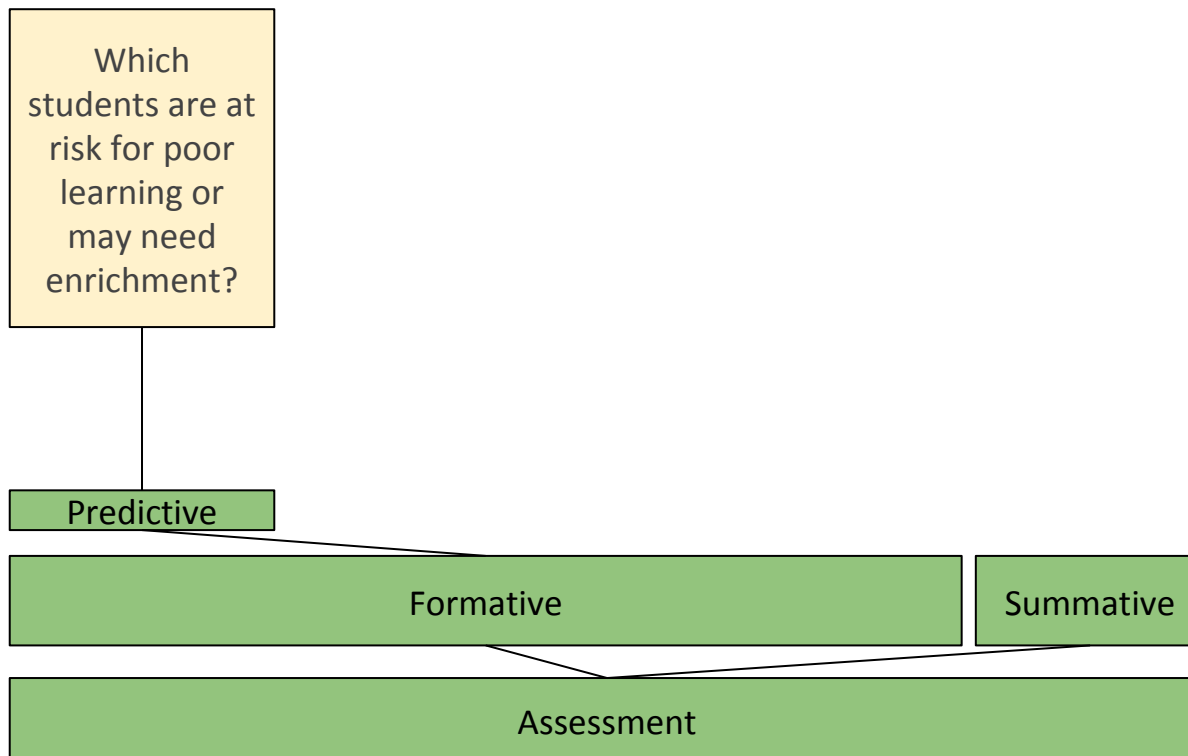 Which
students are at
risk for poor
learning or
may need
enrichment?
Predictive
Formative
Summative
Assessment